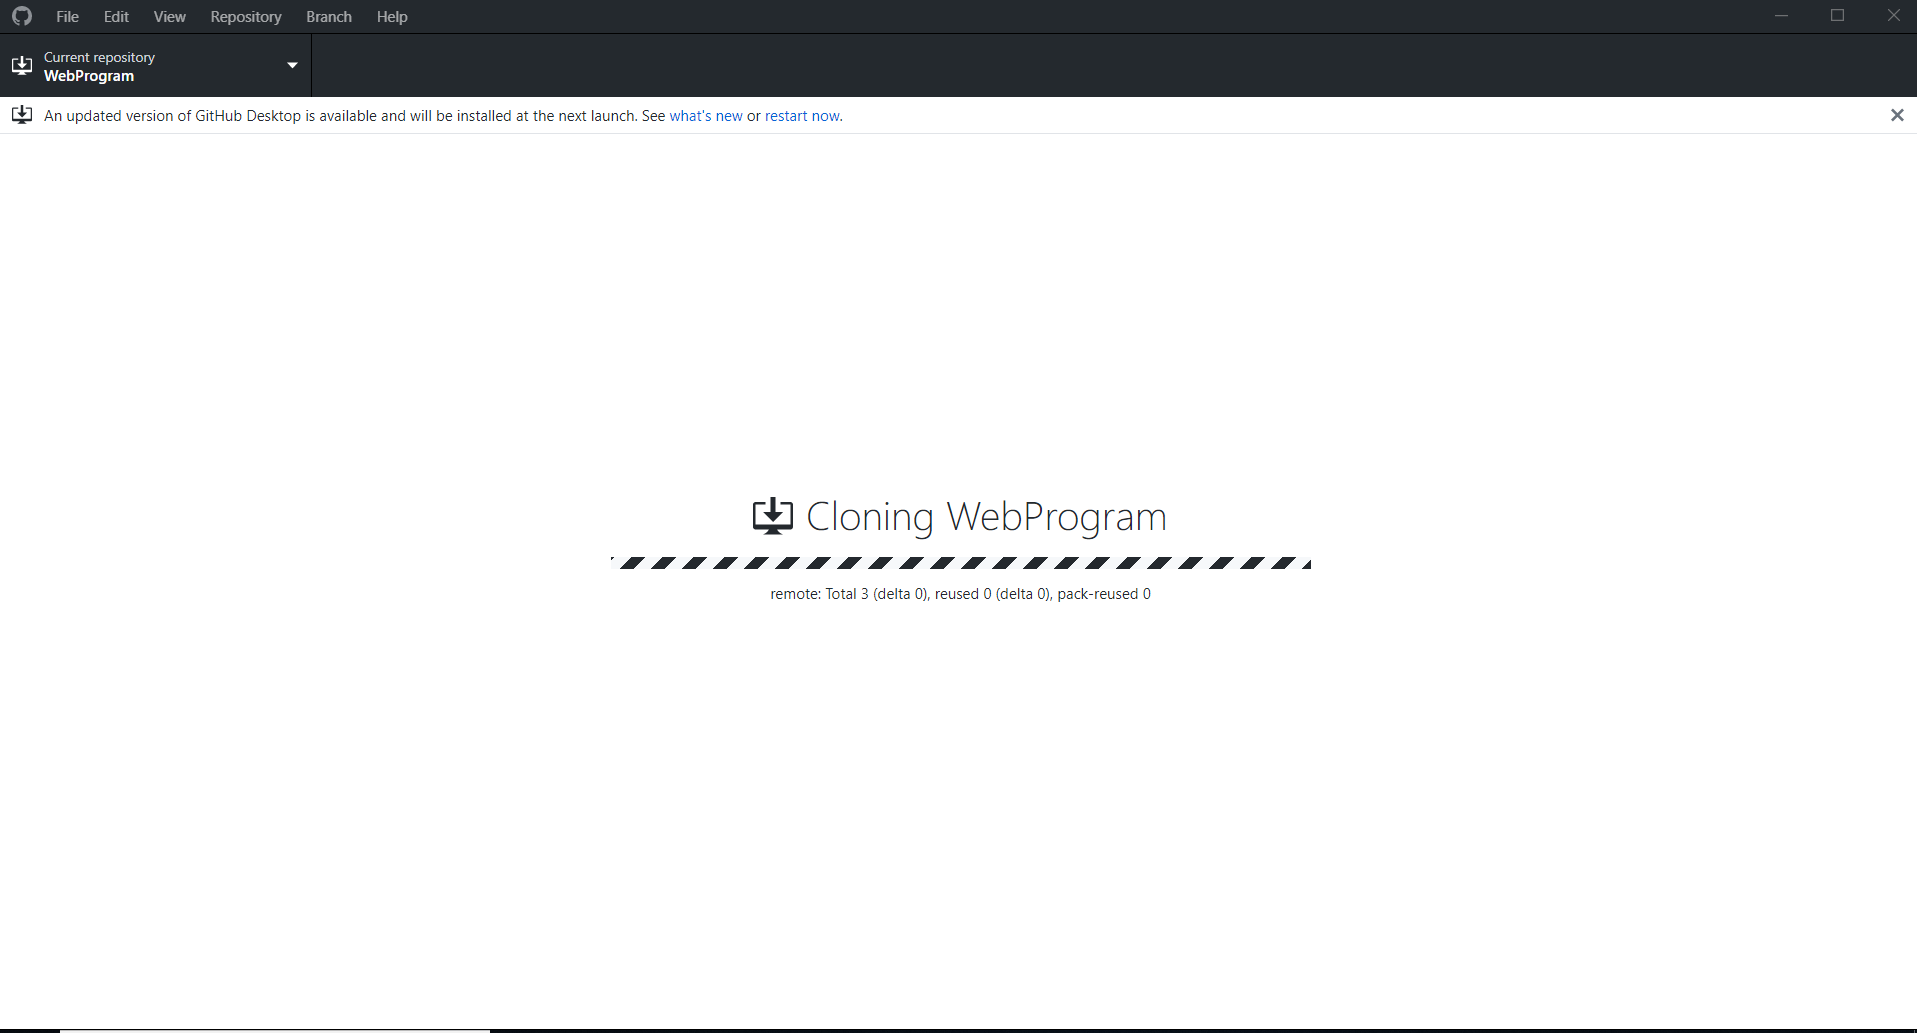 File Edit View Repository Branch Help
Current repository
WebProgram
An updated version of GitHub Desktop is available and will be installed at the next launch. See what's new or restart now.
Cloning WebProgram
remote: Total 3 (delta 0), reused 0 (delta 0), pack-reused 0